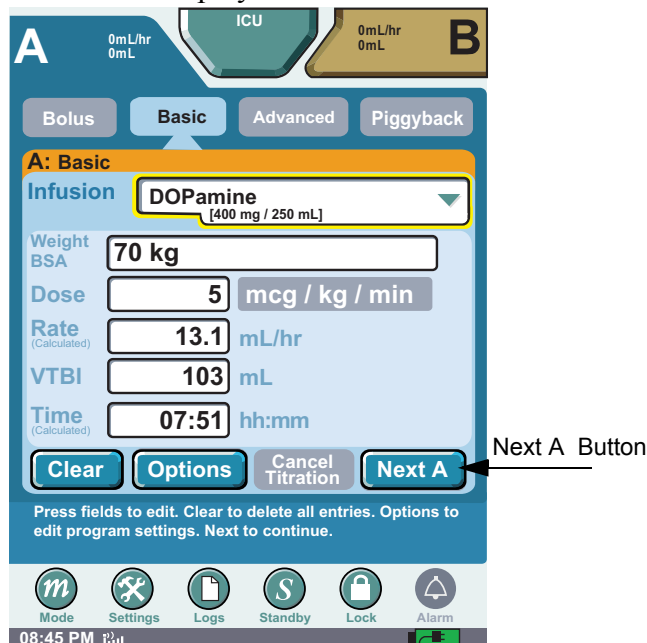 ICU
A
0mL/hr
0mL
0mL/hr
0mL
B
Bolus
Basic
Advanced
Piggyback
A: Basic
Infusion
DOPamine
[400 mg / 250 mL]
Weight
BSA
70 kg
Dose
5
mcg / kg / min
Rate
(Calculated)
13.1
mL/hr
VTBI
103
mL
Time
(Calculated)
07:51
hh:mm
Clear
Options
Cancel
Titration
Next A
Next A Button
Press fields to edit. Clear to delete all entries. Options to
edit program settings. Next to continue.
m
S
Mode
Settings
Logs
Standby
Lock
Alarm
08:45 PM